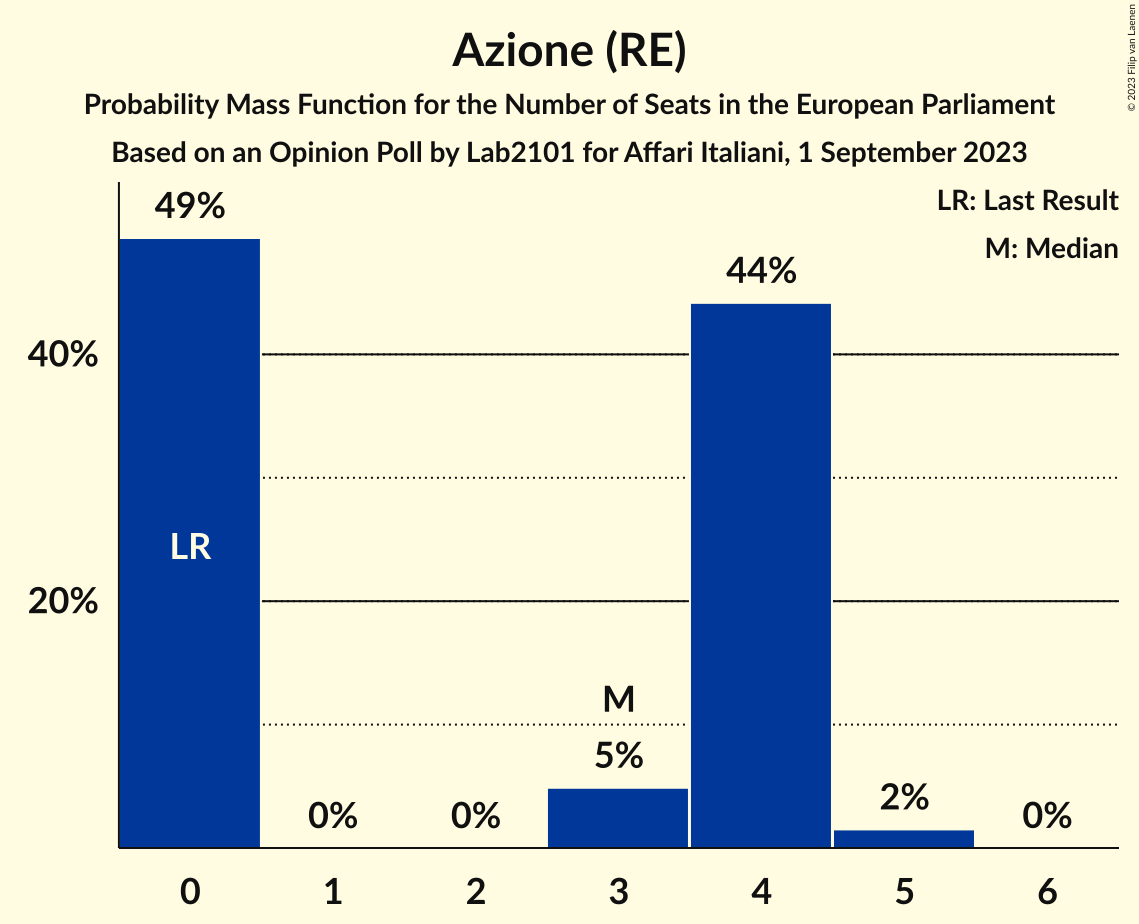 Azione (RE)
Probability Mass Function for the Number of Seats in the European Parliament
Based on an Opinion Poll by Lab2101 for Affari Italiani, 1 September 2023
© 2023 Filip van Laenen
LR: Last Result
M: Median
49%
44%
40%
LR
20%
M
5%
0%
0%
2%
0%
0
1
2
3
4
5
6